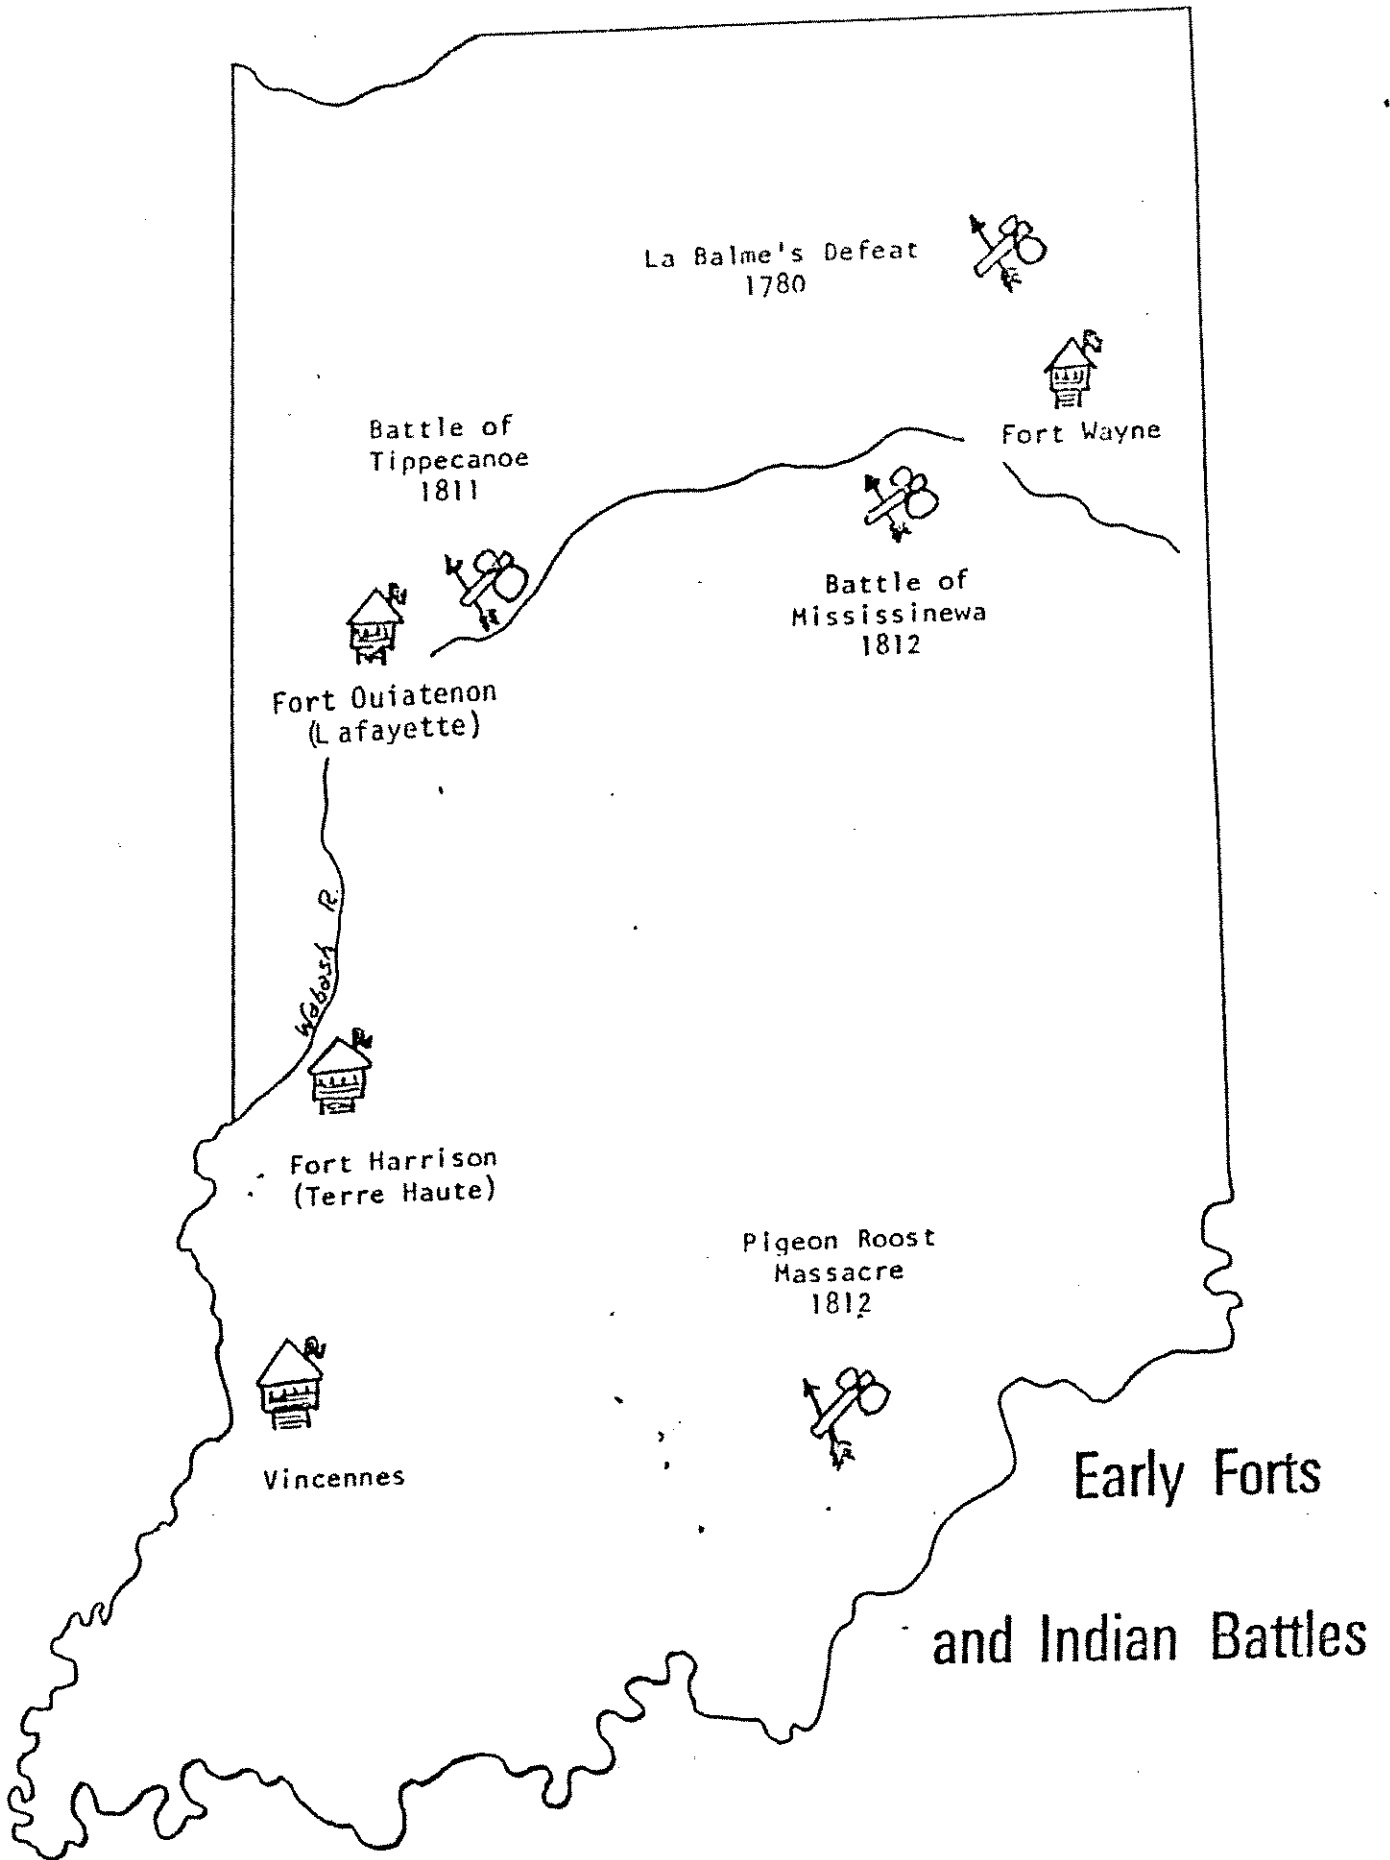 La Balme's Defeat
1780
Fort Wayne
Battle of
Tippecanoe
1811
Battle of
Mississinewa
1812
Fort Ouiatenon
(Lafayette)
Wabash R.
Fort Harrison
(Terre Haute)
Pigeon Roost
Massacre
1812
Vincennes
Early Forts
and Indian Battles